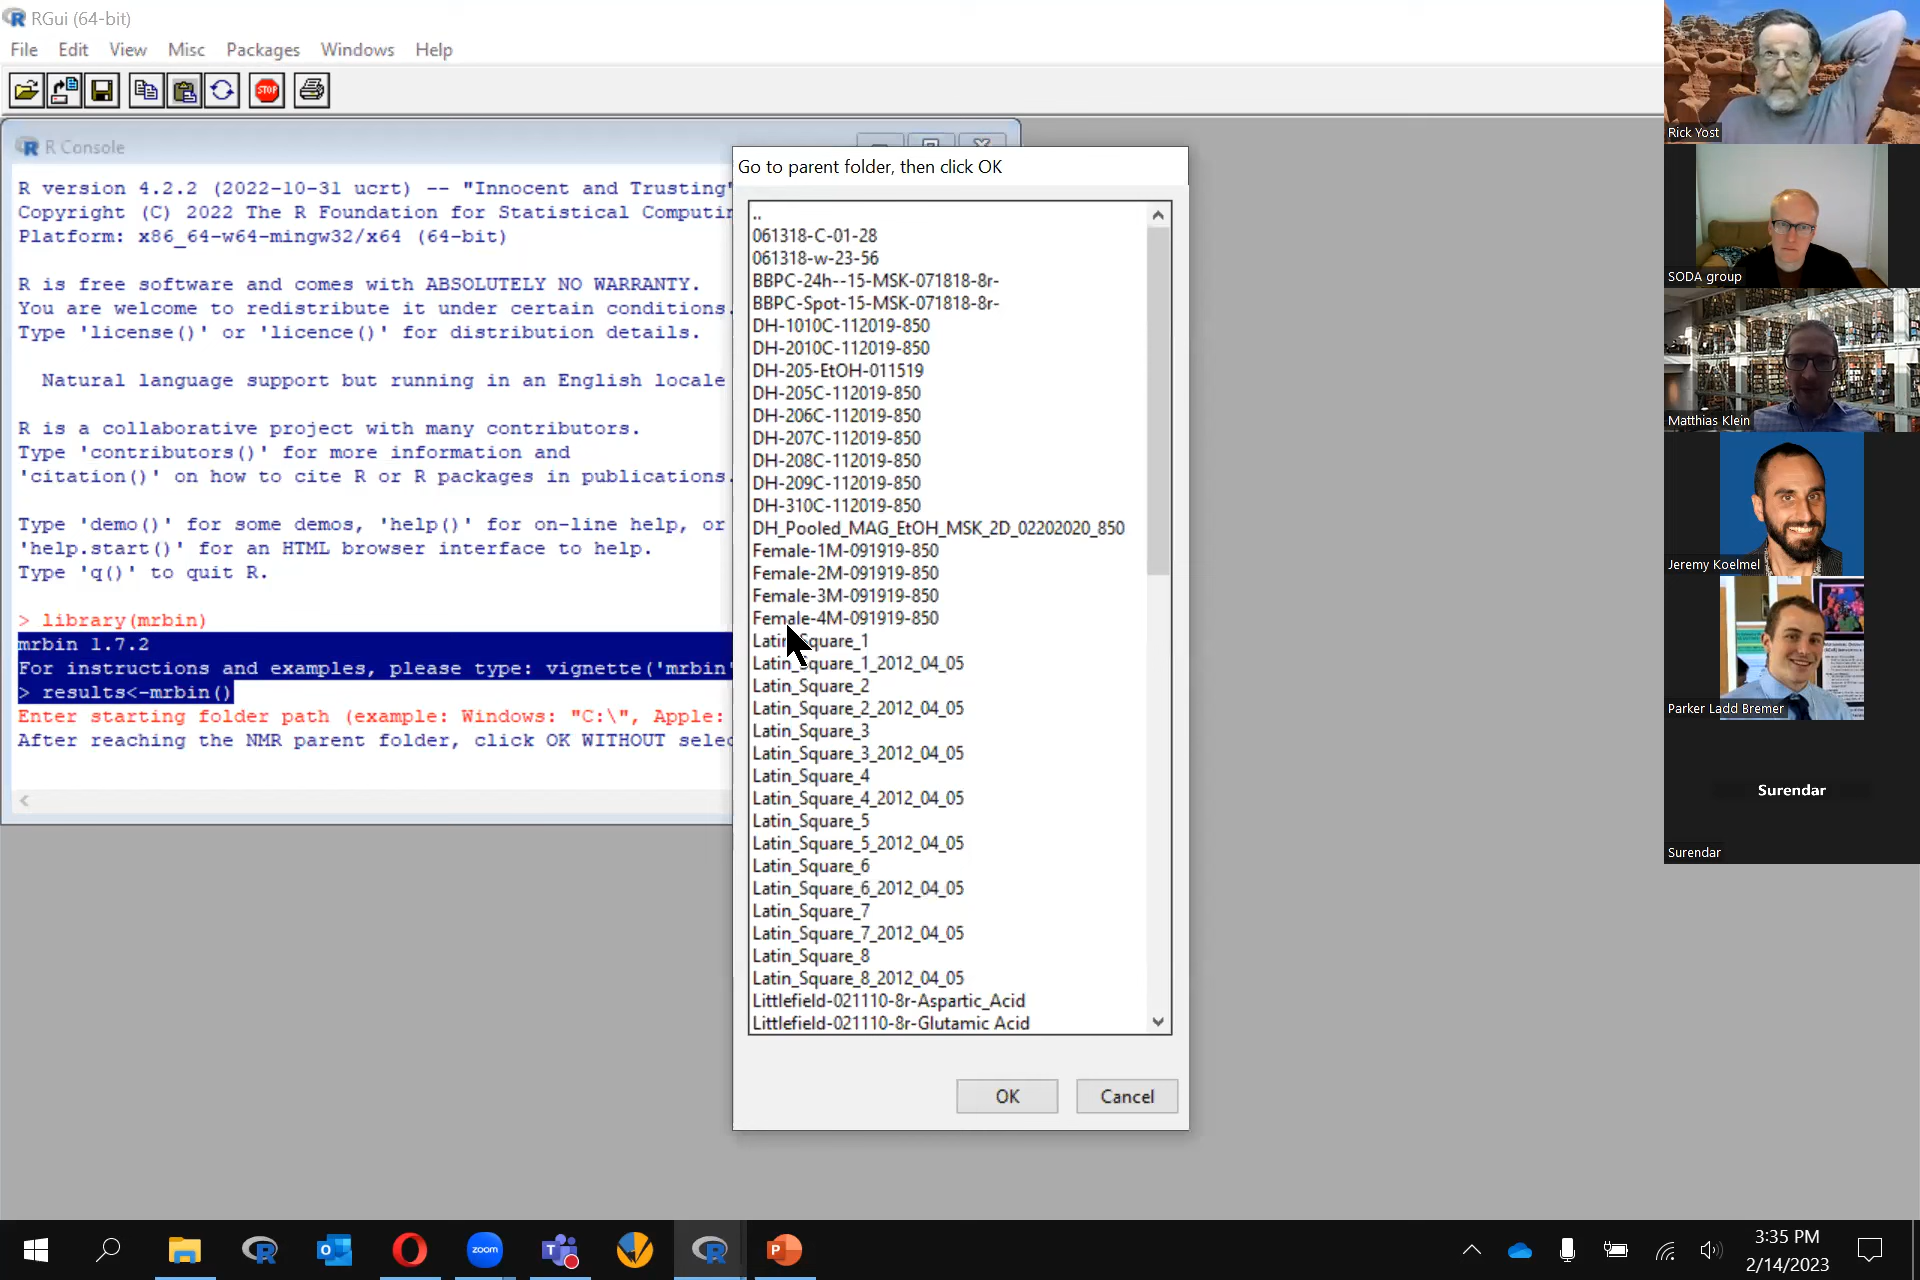 RGui (64-bit)
File Edit View Misc Packages Windows Help
STOP
R Console
R version 4.2.2 (2022-10-31 ucrt) -- "Innocent and Trusting"
Copyright (C) 2022 The R Foundation for Statistical Computin
Platform: x86_64-w64-mingw32/x64 (64-bit)
R is free software and comes with ABSOLUTELY NO WARRANTY.
You are welcome to redistribute it under certain conditions.
Type 'license()' or 'licence()' for distribution details.
Natural language support but running in an English locale
R is a collaborative project with many contributors.
Type 'contributors()' for more information and
'citation()' on how to cite R or R packages in publications.
Type 'demo()' for some demos, 'help()' for on-line help, or
'help.start()' for an HTML browser interface to help.
Type 'q()' to quit R.
> library(mrbin)
mrbin 1.7.2
For instructions and examples, please type: vignette('mrbin'
> results<-mrbin()
Enter starting folder path (example: Windows: "C:\", Apple:
After reaching the NMR parent folder, click OK WITHOUT selec
Go to parent folder, then click OK
..
061318-C-01-28
061318-w-23-56
BBPC-24h--15-MSK-071818-8r-
BBPC-Spot-15-MSK-071818-8r-
DH-1010C-112019-850
DH-2010C-112019-850
DH-205-EtOH-011519
DH-205C-112019-850
DH-206C-112019-850
DH-207C-112019-850
DH-208C-112019-850
DH-209C-112019-850
DH-310C-112019-850
DH_Pooled_MAG_EtOH_MSK_2D_02202020_850
Female-1M-091919-850
Female-2M-091919-850
Female-3M-091919-850
Female-4M-091919-850
Latin_Square_1
Latin_Square_1_2012_04_05
Latin_Square_2
Latin_Square_2_2012_04_05
Latin_Square_3
Latin_Square_3_2012_04_05
Latin_Square_4
Latin_Square_4_2012_04_05
Latin_Square_5
Latin_Square_5_2012_04_05
Latin_Square_6
Latin_Square_6_2012_04_05
Latin_Square_7
Latin_Square_7_2012_04_05
Latin_Square_8
Latin_Square_8_2012_04_05
Littlefield-021110-8r-Aspartic_Acid
Littlefield-021110-8r-Glutamic Acid
OK Cancel
Rick Yost
SODA group
Matthias Klein
Jeremy Koelmel
Parker Ladd Bremer
Surendar
Surendar
zoom
3:35 PM
2/14/2023